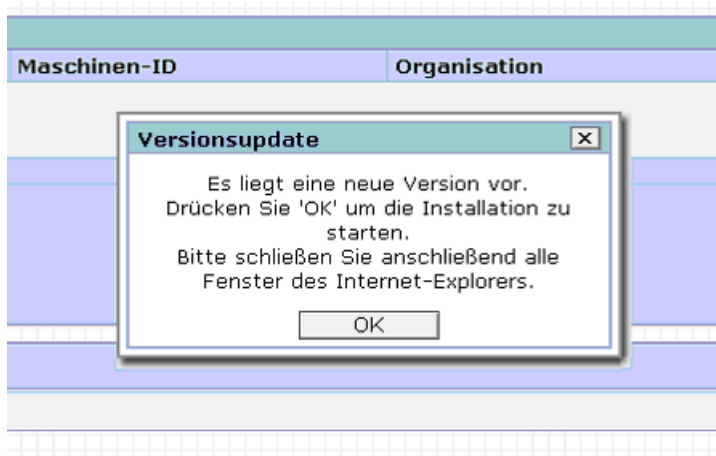 Maschinen-ID Organisation
Versionsupdate
Es liegt eine neue Version vor.
Drücken Sie 'OK' um die Installation zu
starten.
Bitte schließen Sie anschließend alle
Fenster des Internet-Explorers.
OK